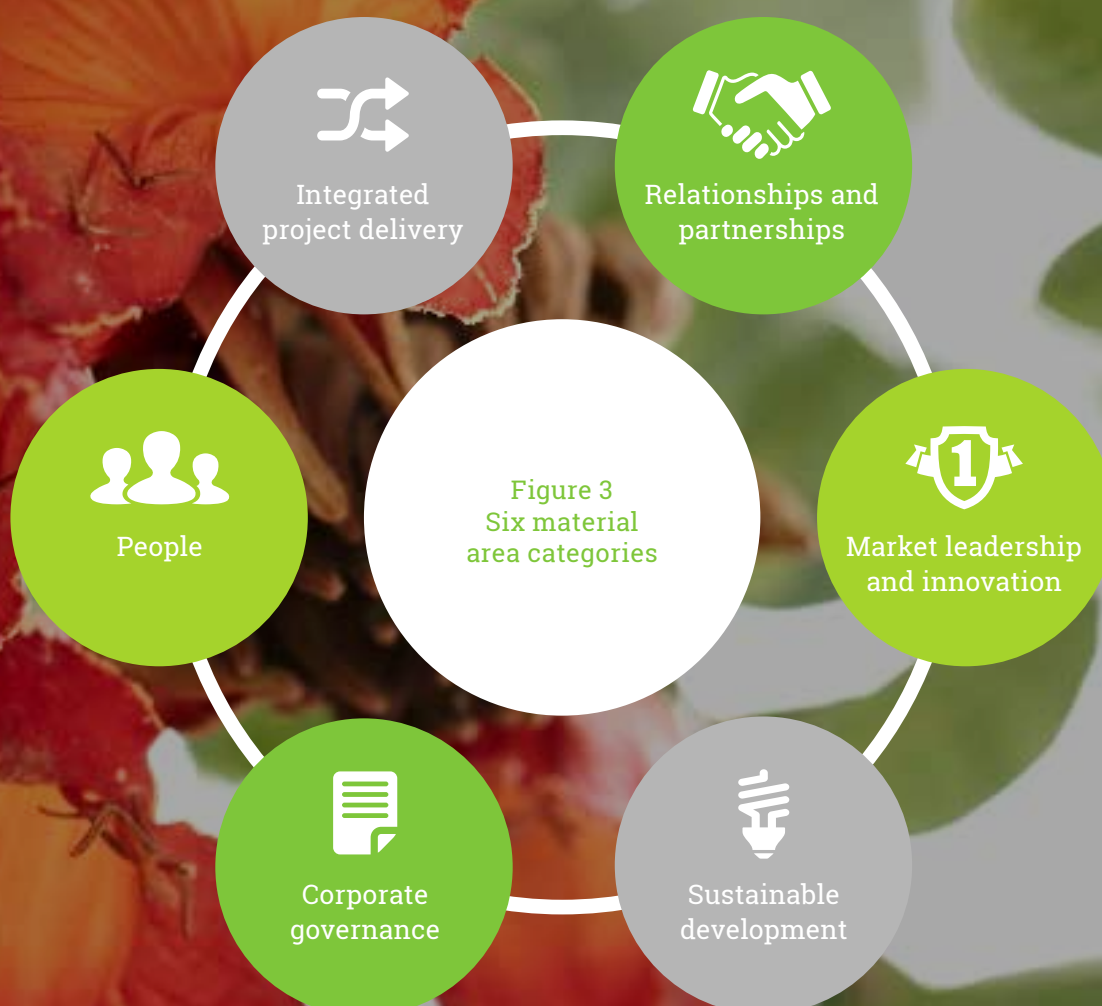 Integrated
project delivery
Relationships and
partnerships
People
Figure 3
Six material
area categories
1
Market leadership
and innovation
Corporate
governance
Sustainable
development